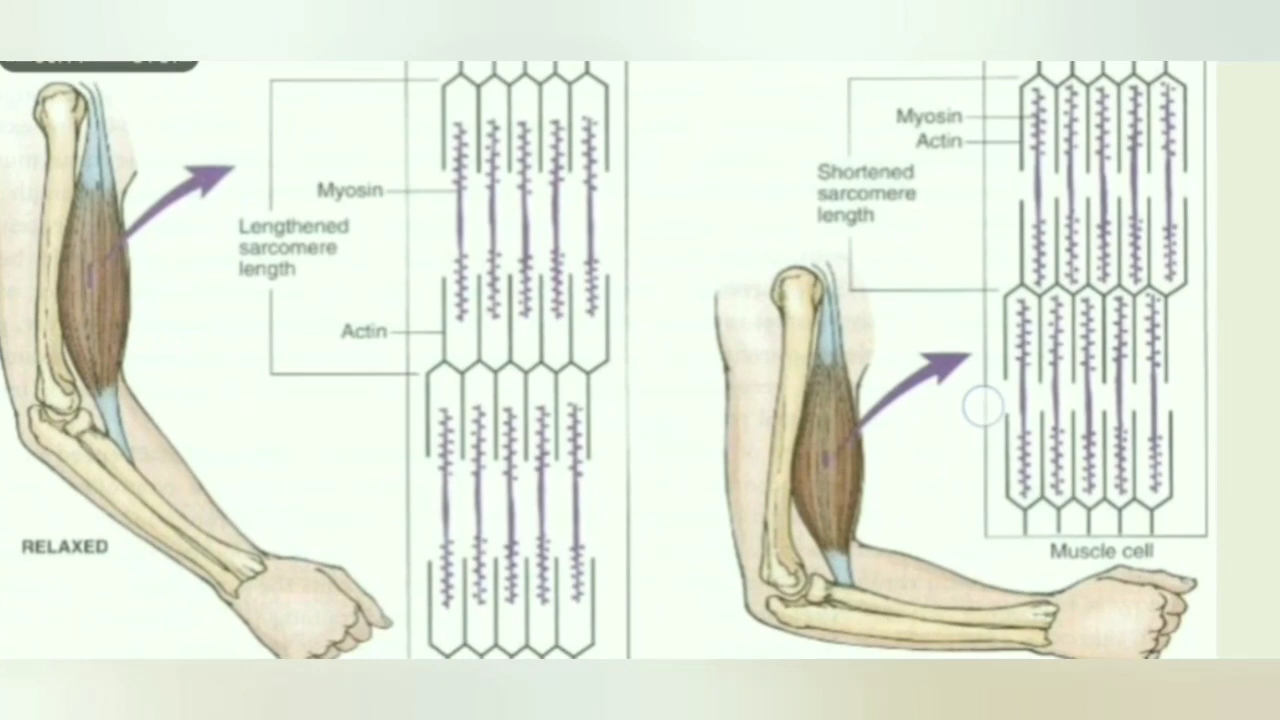 Myosin
Lengthened
sarcomere
length
Actin
RELAXED
Myosin
Actin
Shortened
sarcomere
length
Muscle cell